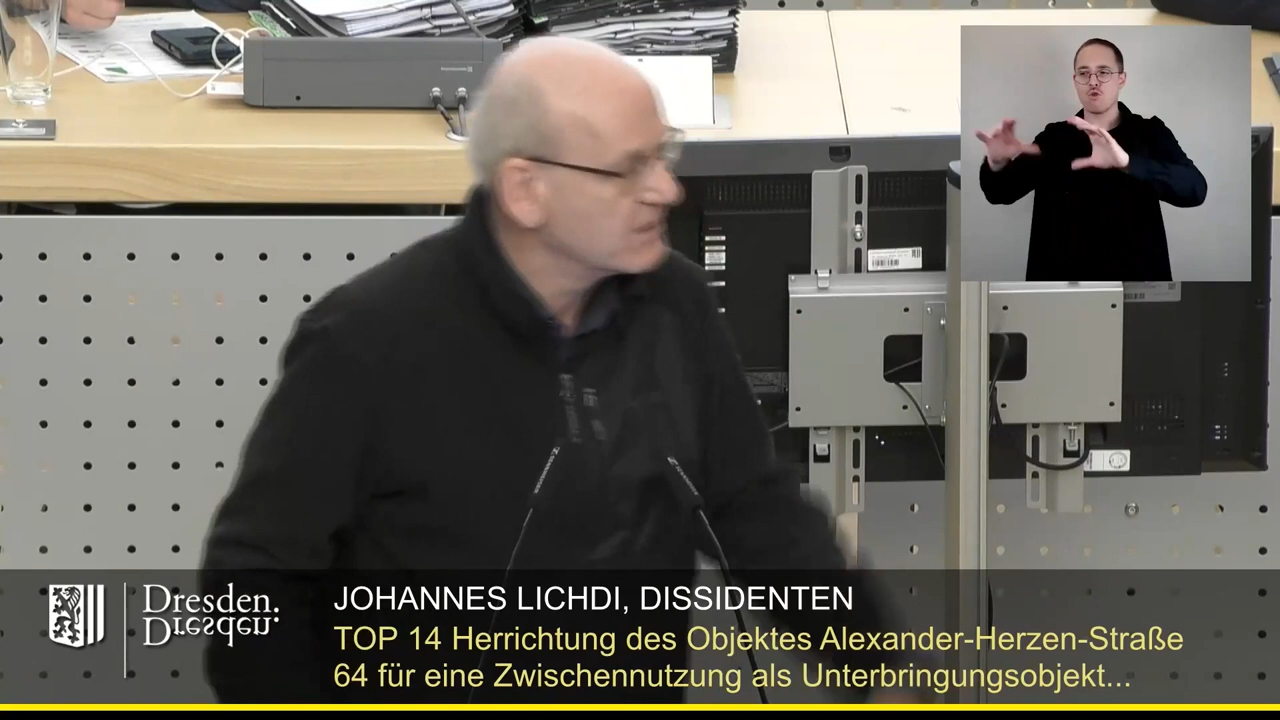 Dresden.
Dresden.
JOHANNES LICHDI, DISSIDENTEN
TOP 14 Herrichtung des Objektes Alexander-Herzen-Straße
64 für eine Zwischennutzung als Unterbringungsobjekt...